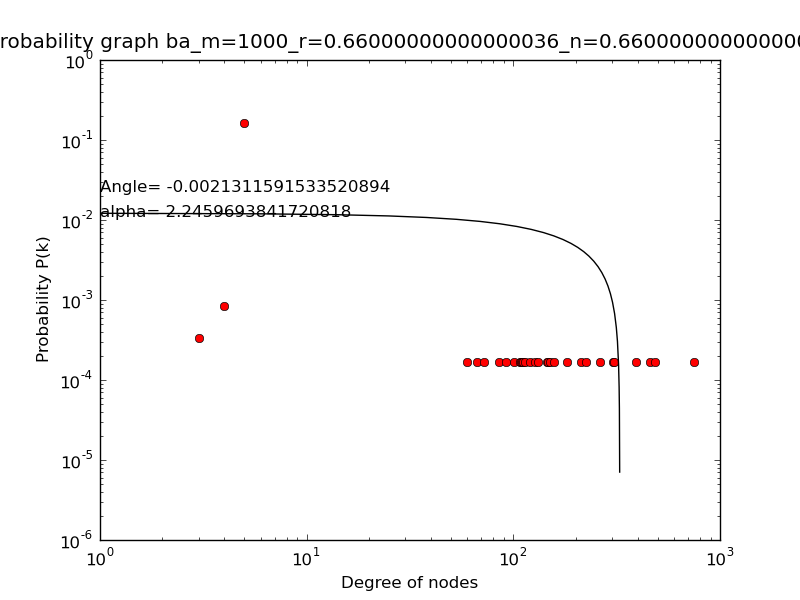 robability graph ba_m=1000_r=0.66000000000000036_n=0.6600000000000000
10^0
10^-1
Angle= -0.0021311591533520894
alpha= 2.2459693841720818
10^-2
Probability P(k)
10^-3
10^-4
10^-5
10^-6
10^0 10^1 10^2 10^3
Degree of nodes